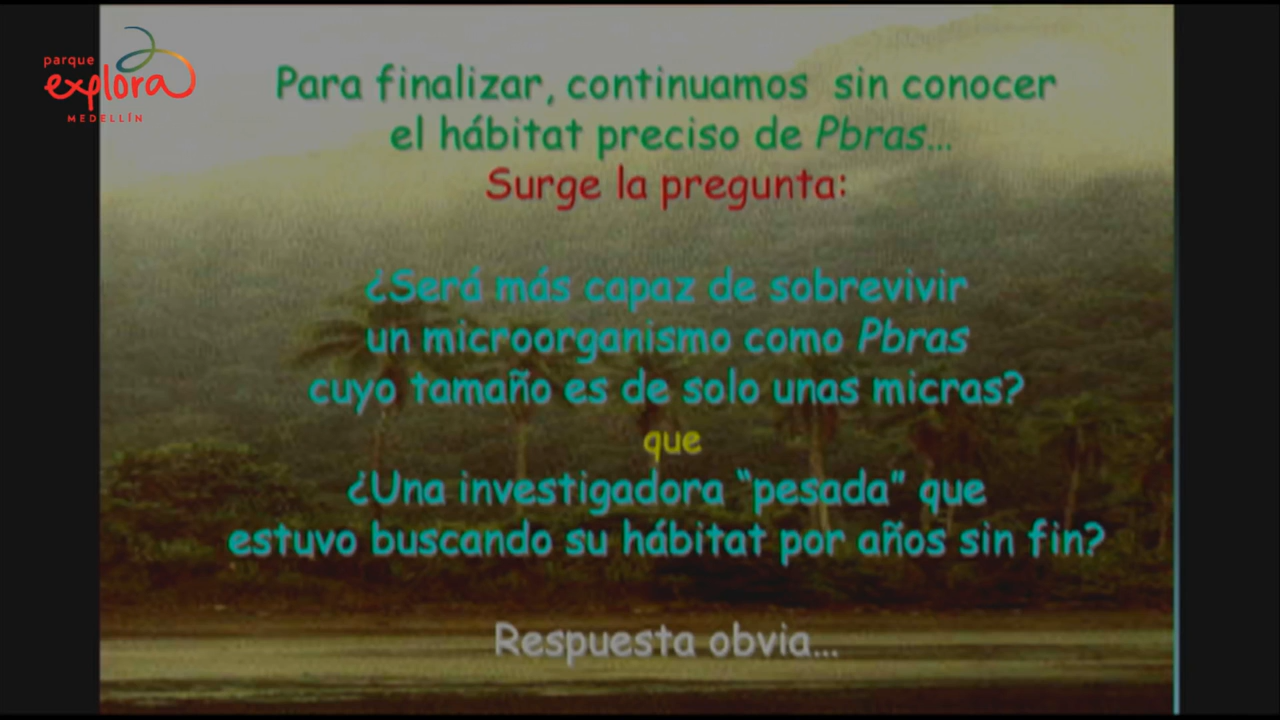 parque
explora
MEDELLÍN
Para finalizar, continuamos sin conocer
el hábitat preciso de Pbras...
Surge la pregunta:
¿Será más capaz de sobrevivir
un microorganismo como Pbras
cuyo tamaño es de solo unas micras?
que
¿Una investigadora “pesada” que
estuvo buscando su hábitat por años sin fin?
Respuesta obvia...